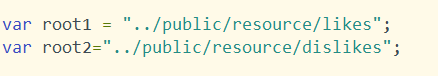 var root1 = "../public/resource/likes";
var root2="../public/resource/dislikes";